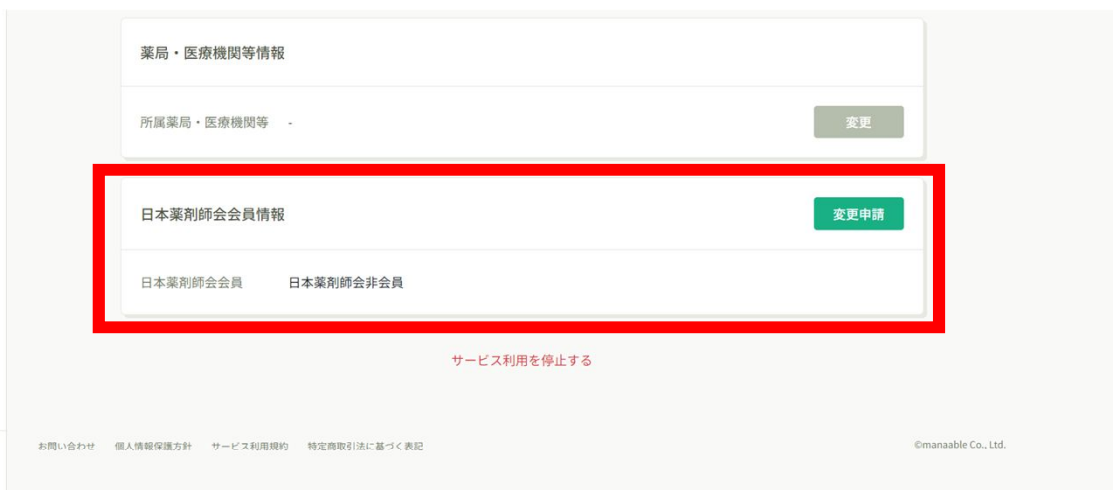 薬局・医療機関等情報
所属薬局・医療機関等 - 変更
日本薬剤師会会員情報 変更申請
日本薬剤師会会員 日本薬剤師会非会員
サービス利用を停止する
お問い合わせ 個人情報保護方針 サービス利用規約 特定商取引法に基づく表記 ©manaable Co., Ltd.